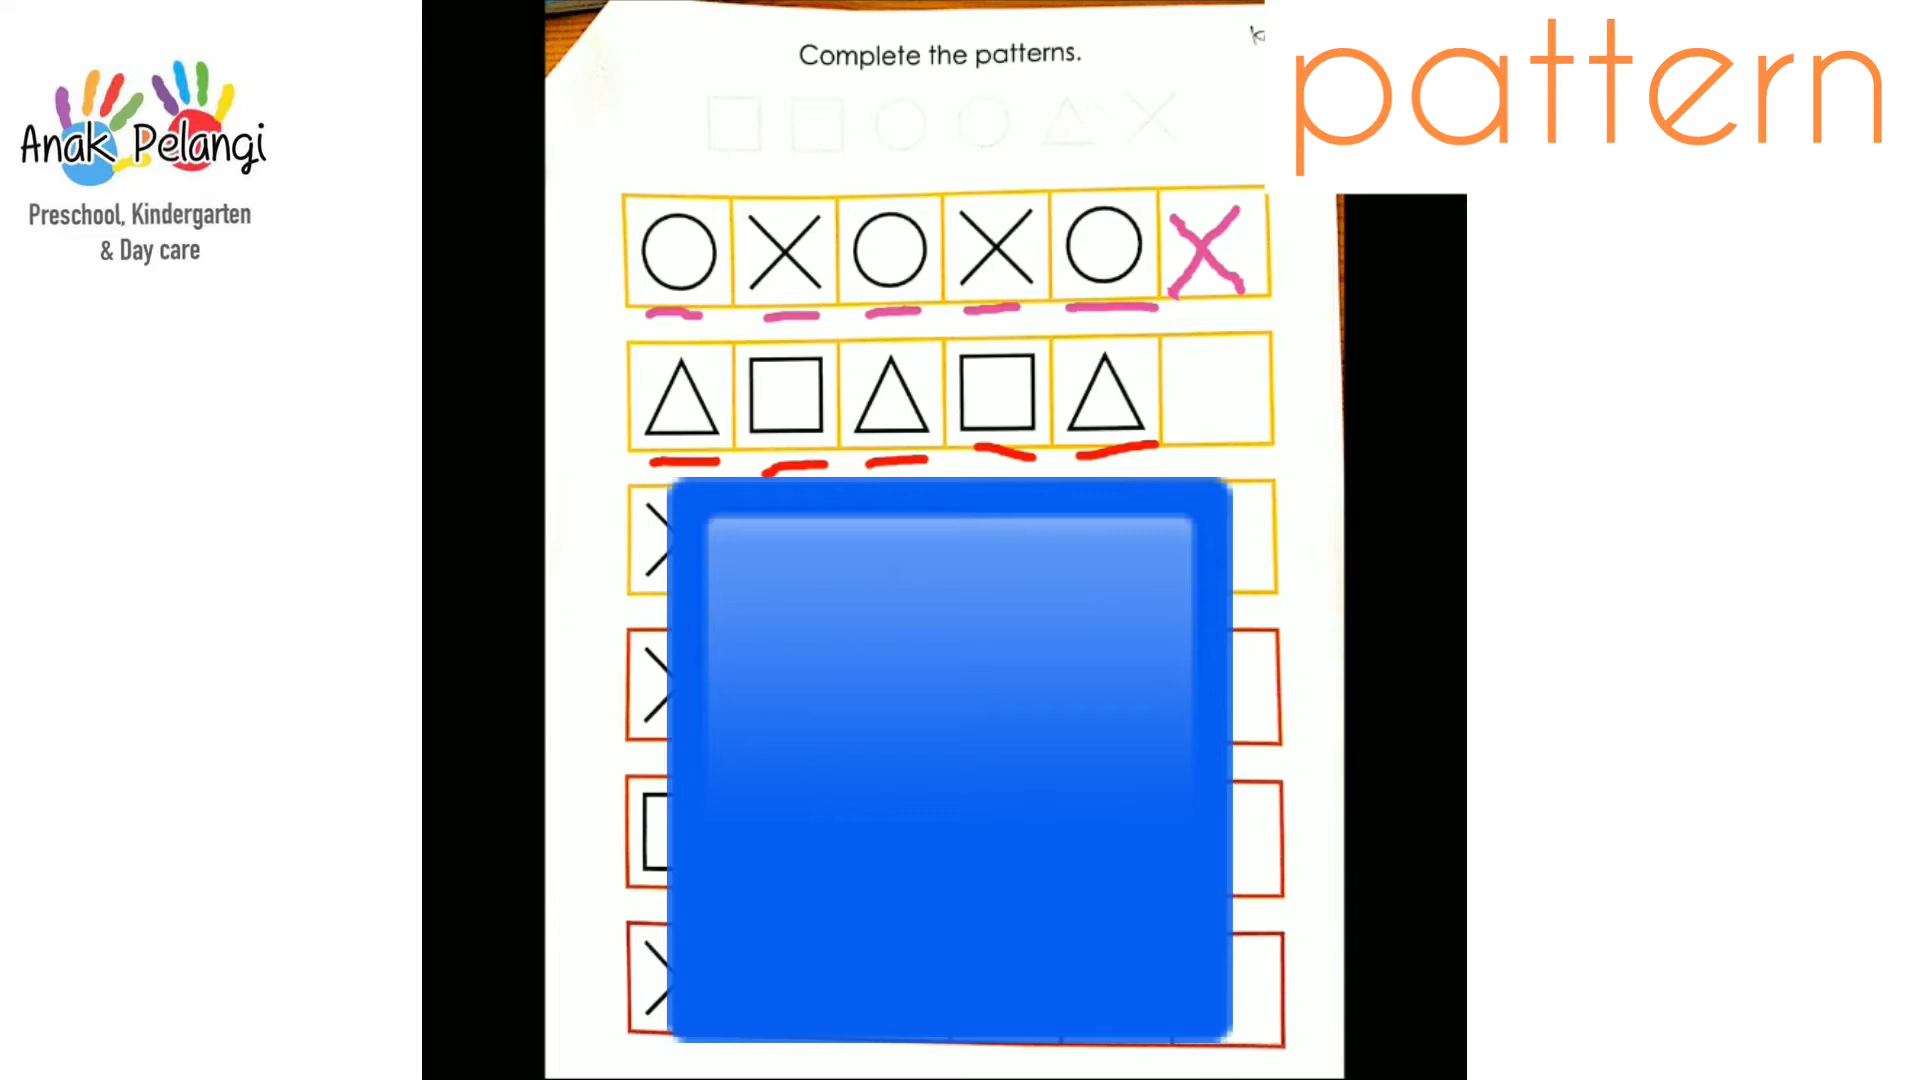 Anak Pelangi
Preschool, Kindergarten
& Day care
Complete the patterns.
pattern